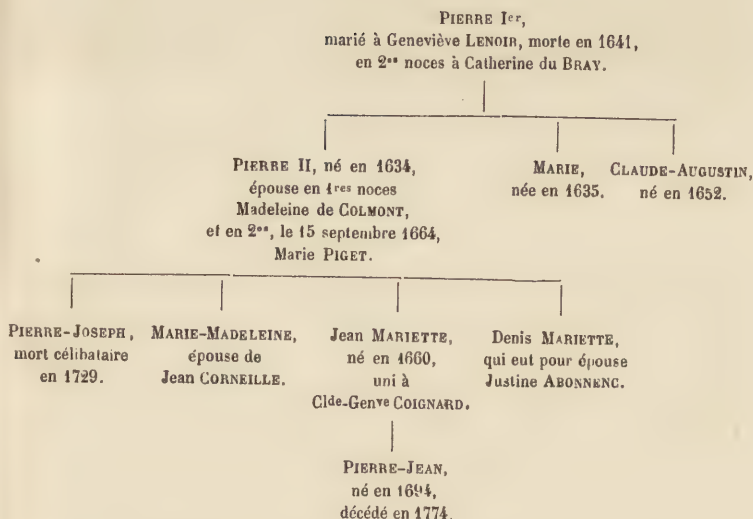 PIERRE Iᵉʳ,
marié à Geneviève LENOIR, morte en 1641,
en 2ᵉˢ noces à Catherine du BRAY.
PIERRE II, né en 1634,
épouse en 1ʳᵉˢ noces
Madeleine de COLMONT,
et en 2ᵉˢ, le 15 septembre 1664,
Marie PIGET.
MARIE,
née en 1635.
CLAUDE-AUGUSTIN,
né en 1652.
PIERRE-JOSEPH,
mort célibataire
en 1729.
MARIE-MADELEINE,
épouse de
Jean CORNEILLE.
Jean MARIETTE,
né en 1660,
uni à
Clde-Genᵛᵉ COIGNARD.
Denis MARIETTE,
qui eut pour épouse
Justine ABONNENC.
PIERRE-JEAN,
né en 1694,
décédé en 1774.